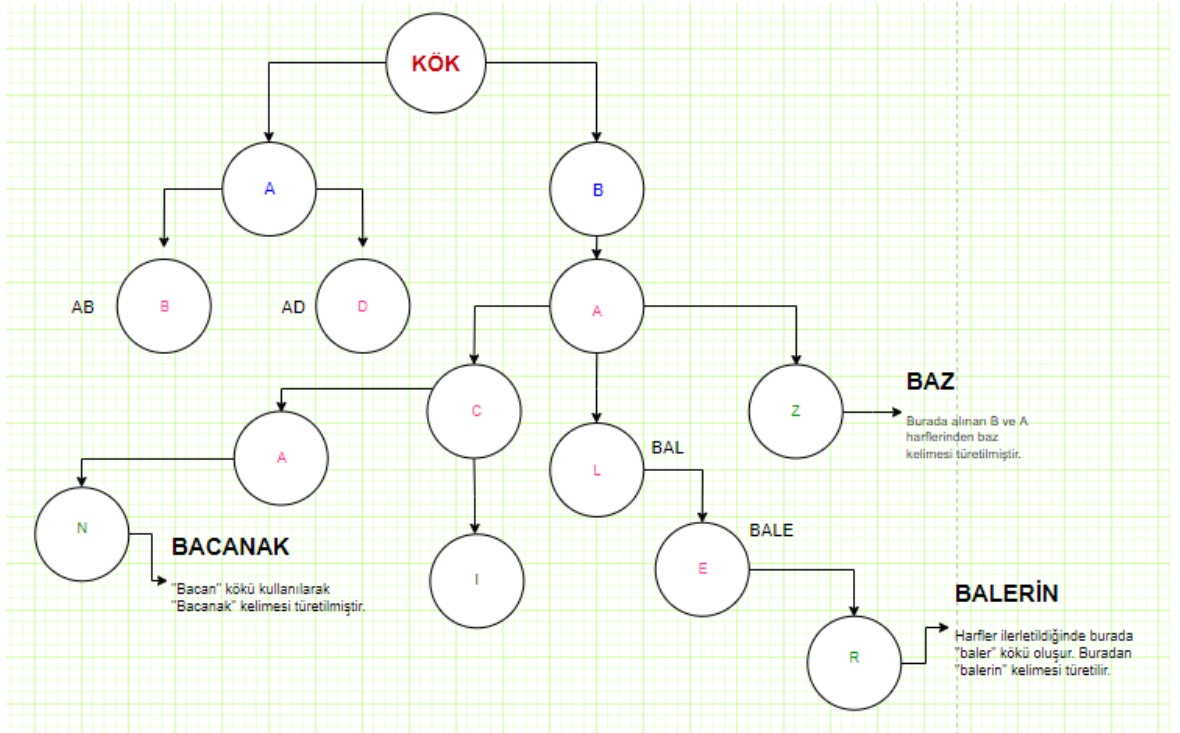 KÖK
A
B
AB
B
AD
D
A
C
Z
BAZ
Burada alınan B ve A
harflerinden baz
kelimesi türetilmiştir.
A
L
BAL
N
BACANAK
"Bacan" kökü kullanılarak
"Bacanak" kelimesi türetilmiştir.
I
E
BALE
R
BALERİN
Harfler ilerletildiğinde burada
"baler" kökü oluşur. Buradan
"balerin" kelimesi türetilir.